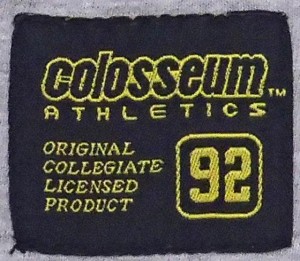 colosseum™
ATHLETICS
ORIGINAL
COLLEGIATE
LICENSED
PRODUCT
92